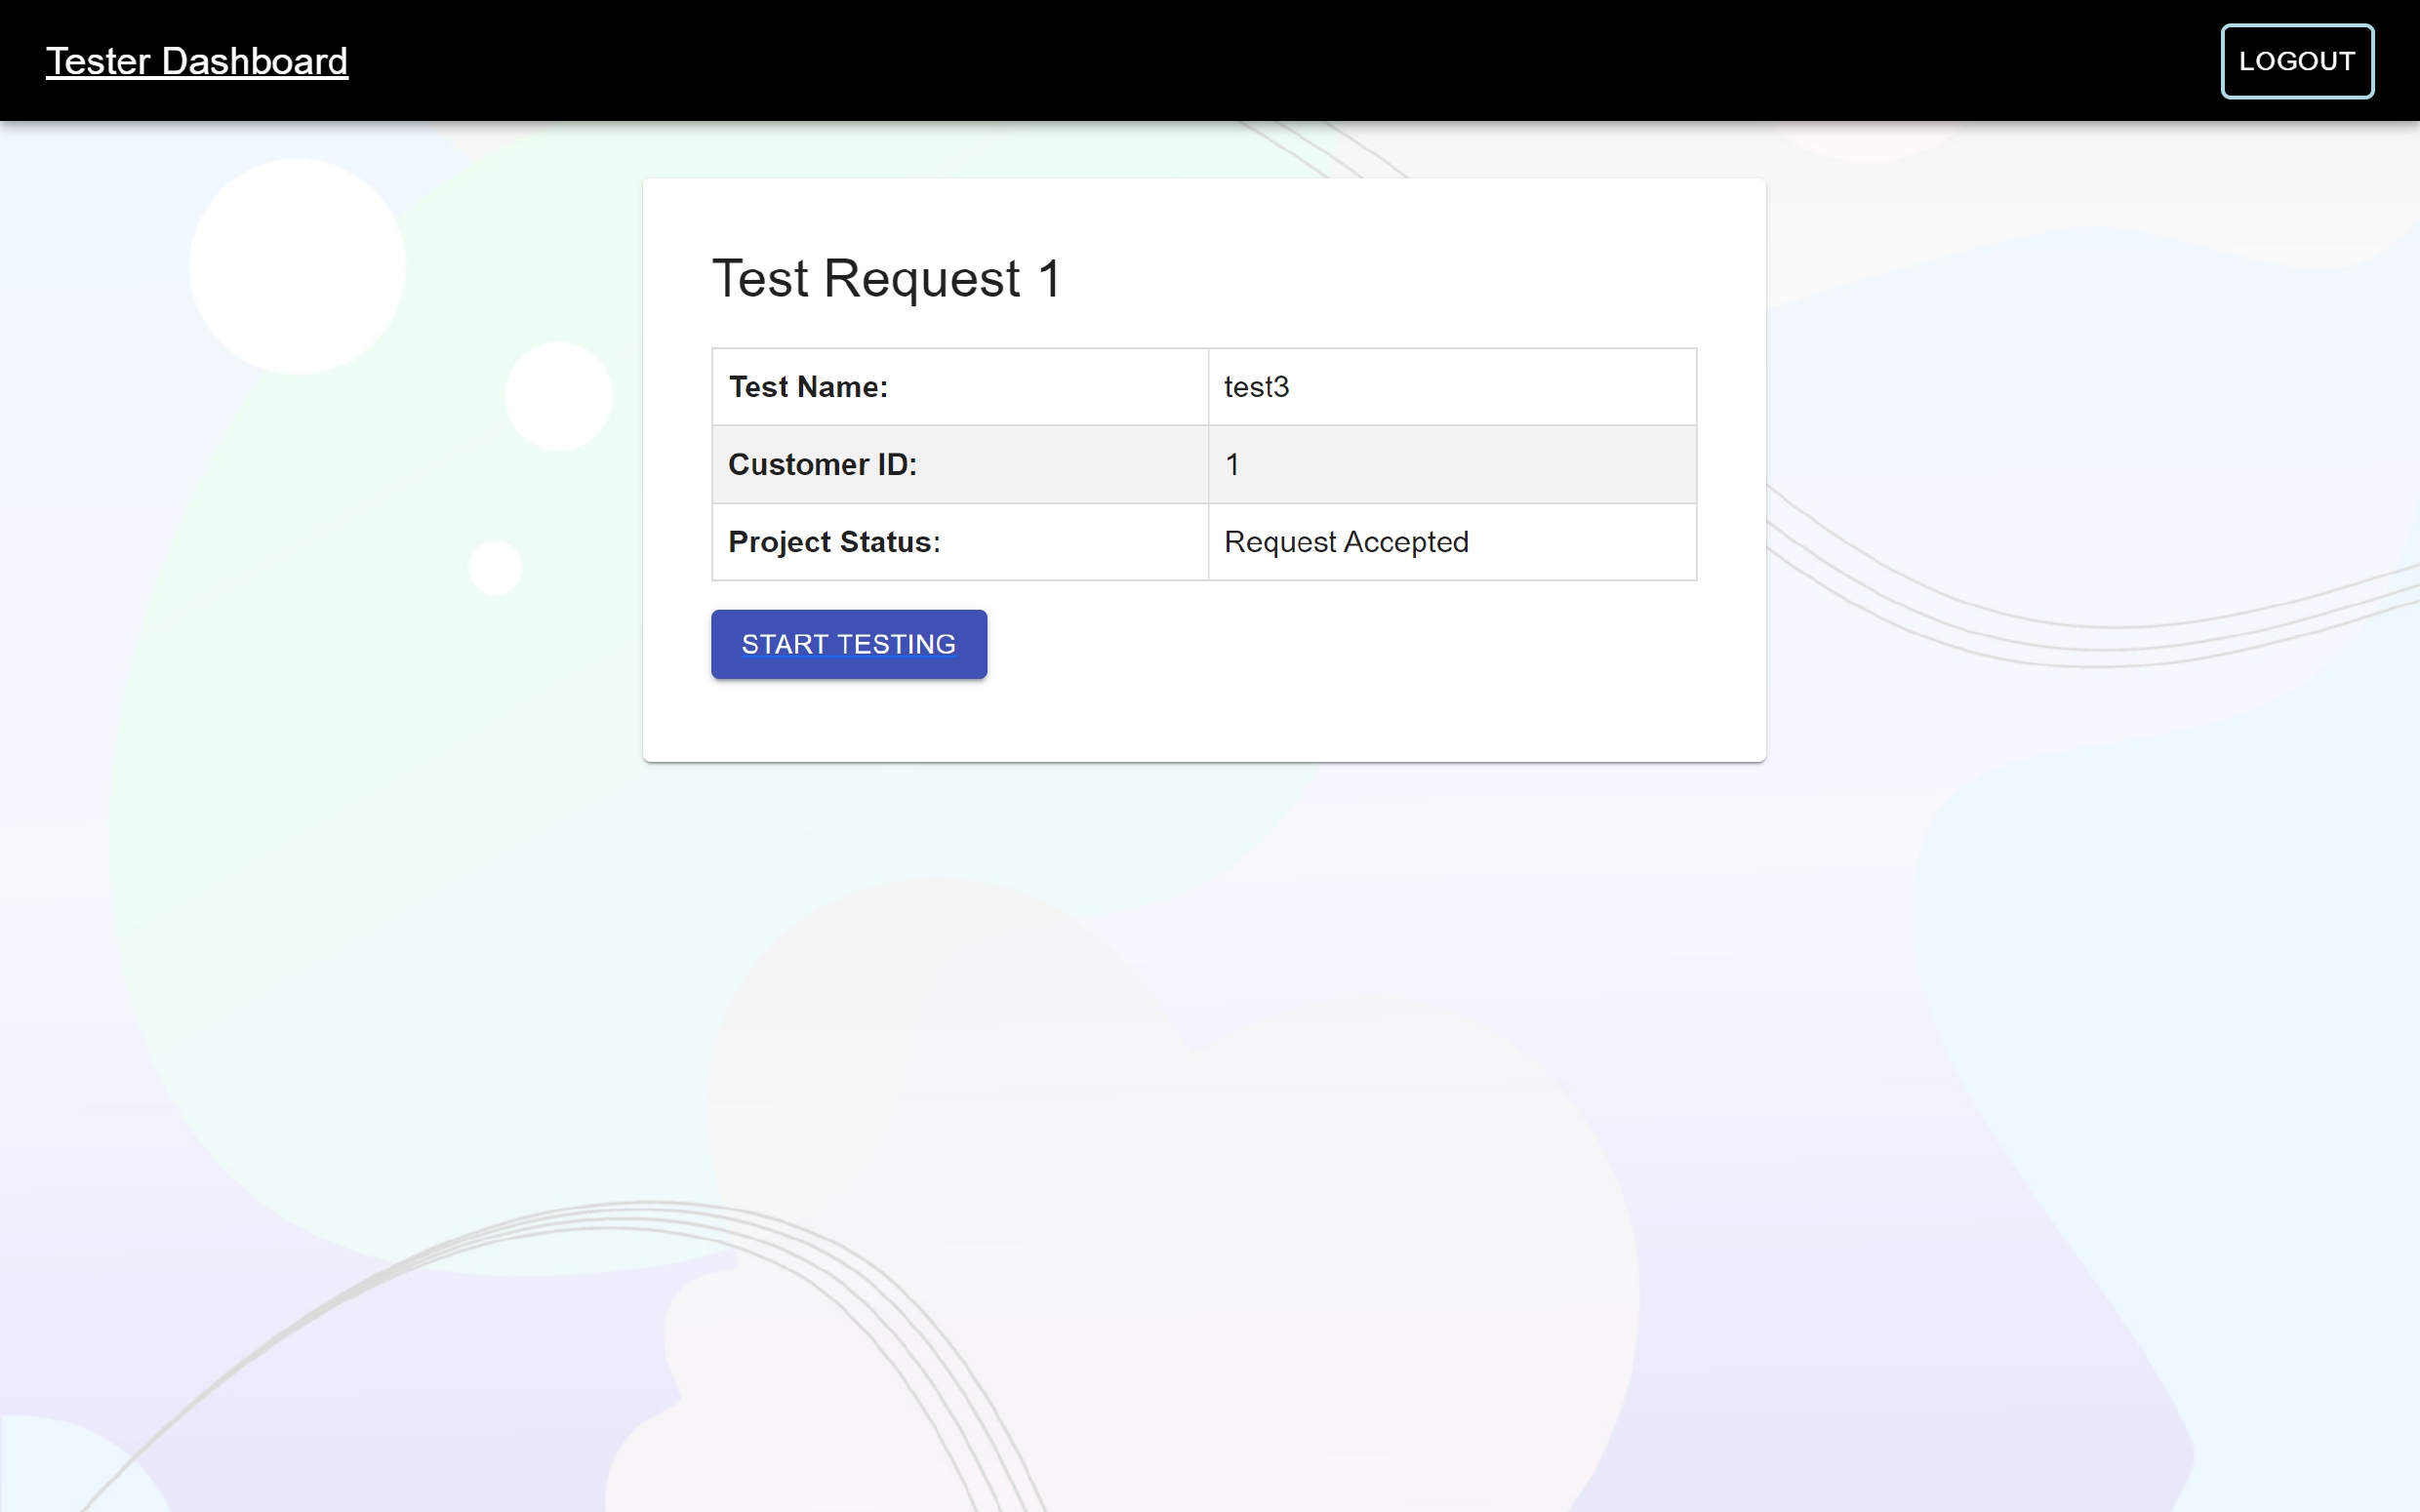 Tester Dashboard
LOGOUT
Test Request 1
Test Name: test3
Customer ID: 1
Project Status: Request Accepted
START TESTING